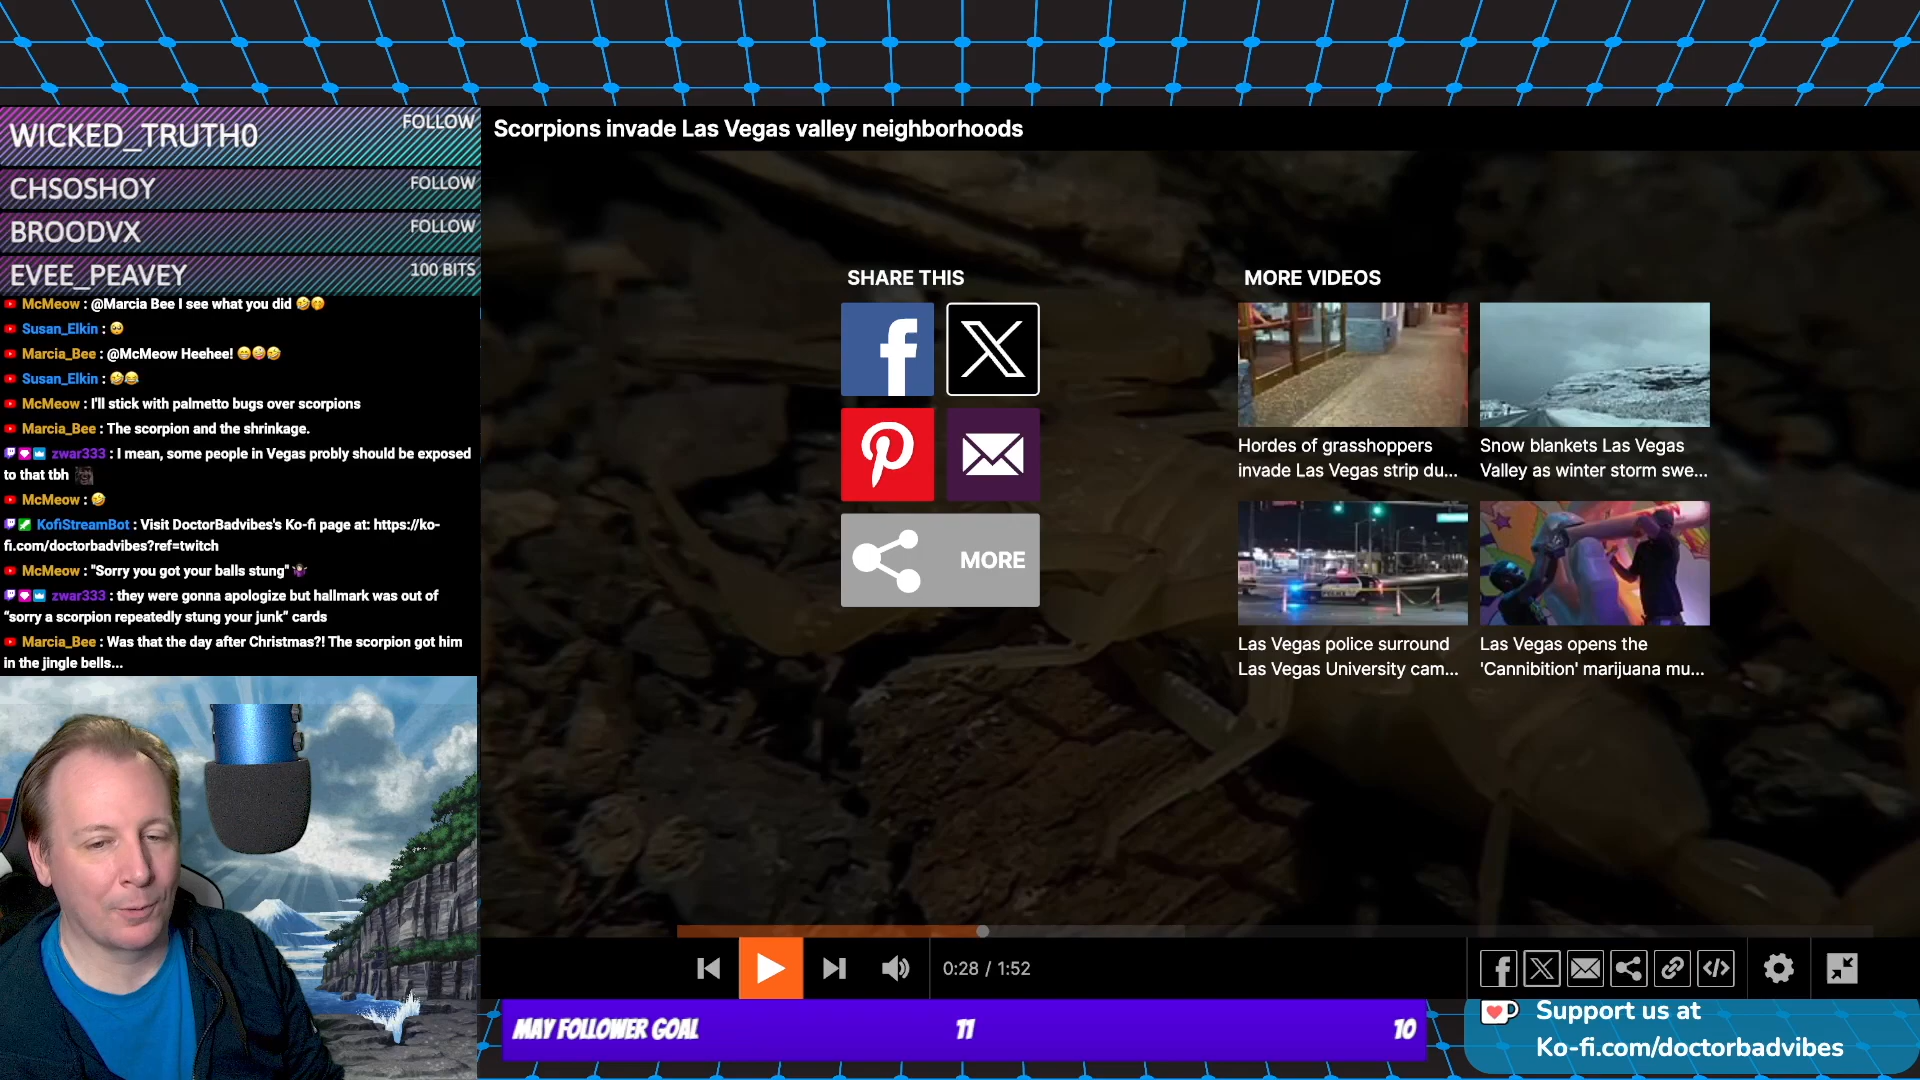 WICKED_TRUTH0
FOLLOW
CHSOSHOY
FOLLOW
BROODVX
FOLLOW
EVEE_PEAVEY
100 BITS
McMeow : @Marcia Bee I see what you did 🤣🤭
Susan_Elkin : 🥺
Marcia_Bee : @McMeow Heehee! 😁🤪🤣
Susan_Elkin : 🤣😂
McMeow : I'll stick with palmetto bugs over scorpions
Marcia_Bee : The scorpion and the shrinkage.
zwar333 : I mean, some people in Vegas probly should be exposed
to that tbh
McMeow : 🤣
KofiStreamBot : Visit DoctorBadvibes's Ko-fi page at: https://ko-
fi.com/doctorbadvibes?ref=twitch
McMeow : "Sorry you got your balls stung" 🤷‍♀️
zwar333 : they were gonna apologize but hallmark was out of
“sorry a scorpion repeatedly stung your junk” cards
Marcia_Bee : Was that the day after Christmas?! The scorpion got him
in the jingle bells...
Scorpions invade Las Vegas valley neighborhoods
SHARE THIS
MORE
MORE VIDEOS
Hordes of grasshoppers
invade Las Vegas strip du...
Snow blankets Las Vegas
Valley as winter storm swe...
Las Vegas police surround
Las Vegas University cam...
Las Vegas opens the
'Cannibition' marijuana mu...
0:28 / 1:52
MAY FOLLOWER GOAL
11
10
Support us at
Ko-fi.com/doctorbadvibes